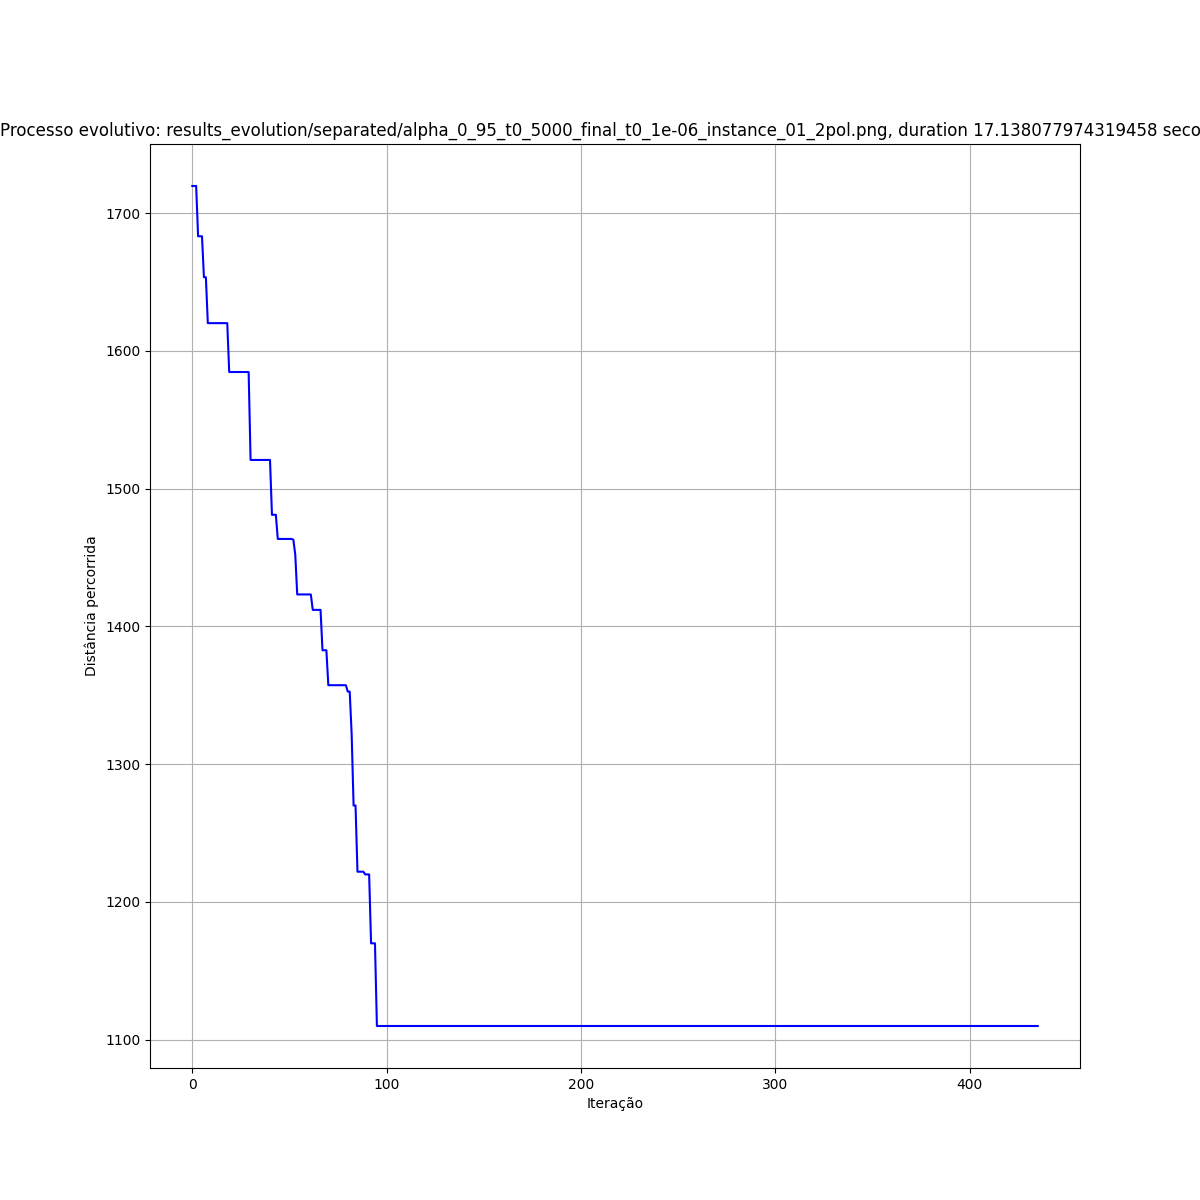 Processo evolutivo: results_evolution/separated/alpha_0_95_t0_5000_final_t0_1e-06_instance_01_2pol.png, duration 17.138077974319458 seco
1700
1600
1500
1400
1300
1200
1100
Distância percorrida
0 100 200 300 400
Iteração